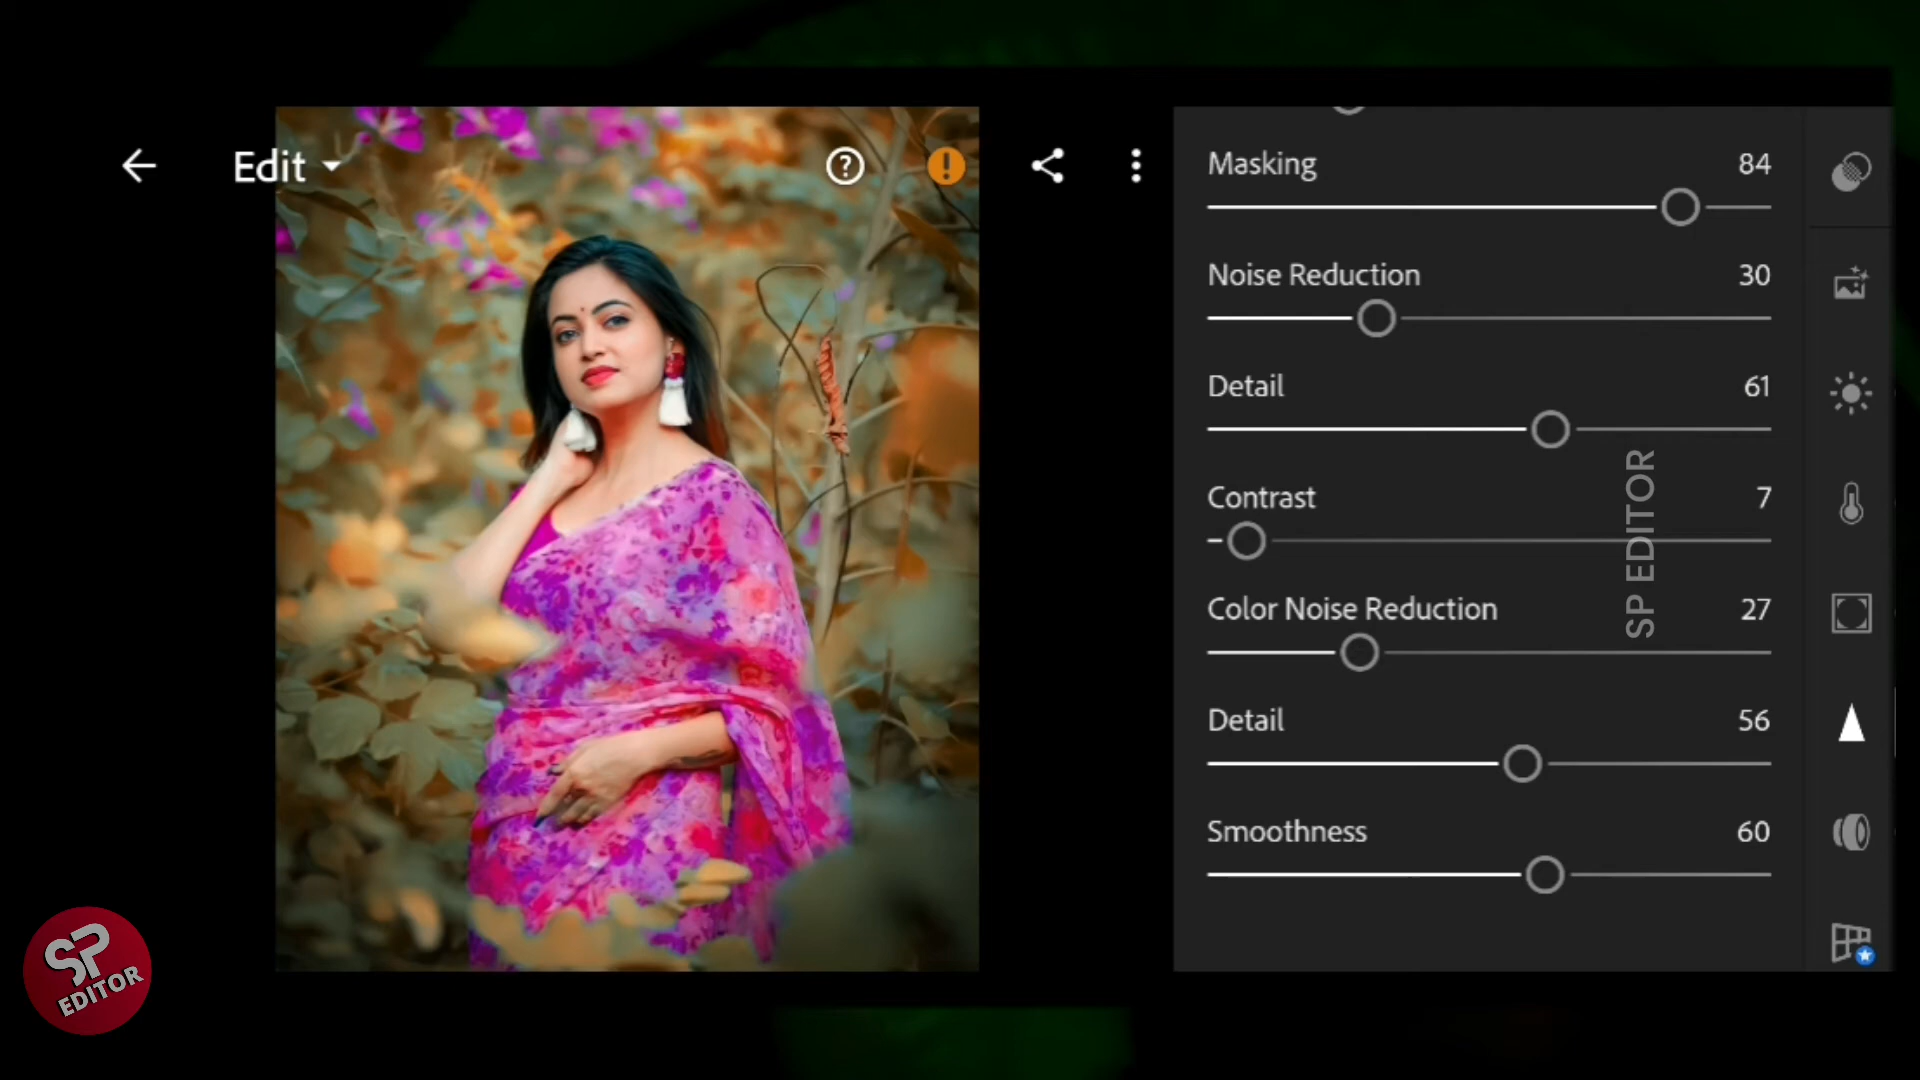 Edit
Masking 84
Noise Reduction 30
Detail 61
Contrast 7
Color Noise Reduction 27
Detail 56
Smoothness 60
SP EDITOR
SP
EDITOR